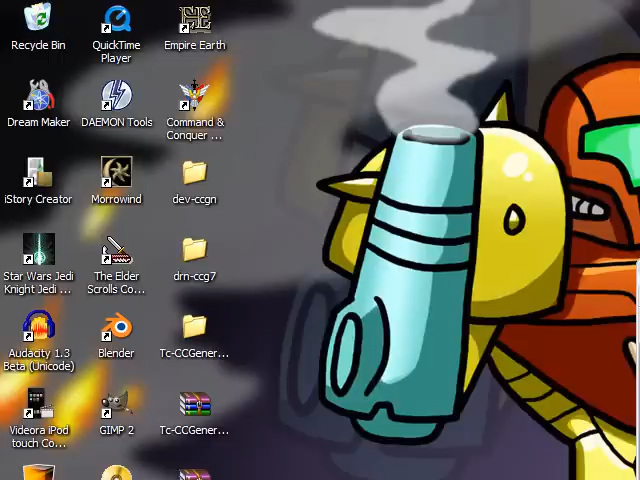 Recycle Bin
QuickTime
Player
Empire Earth
Dream Maker
DAEMON Tools
Command &
Conquer ...
iStory Creator
Morrowind
dev-ccgn
Star Wars Jedi
Knight Jedi ...
The Elder
Scrolls Co...
drn-ccg7
Audacity 1.3
Beta (Unicode)
Blender
Tc-CCGener...
Videora iPod
touch Co...
GIMP 2
Tc-CCGener...